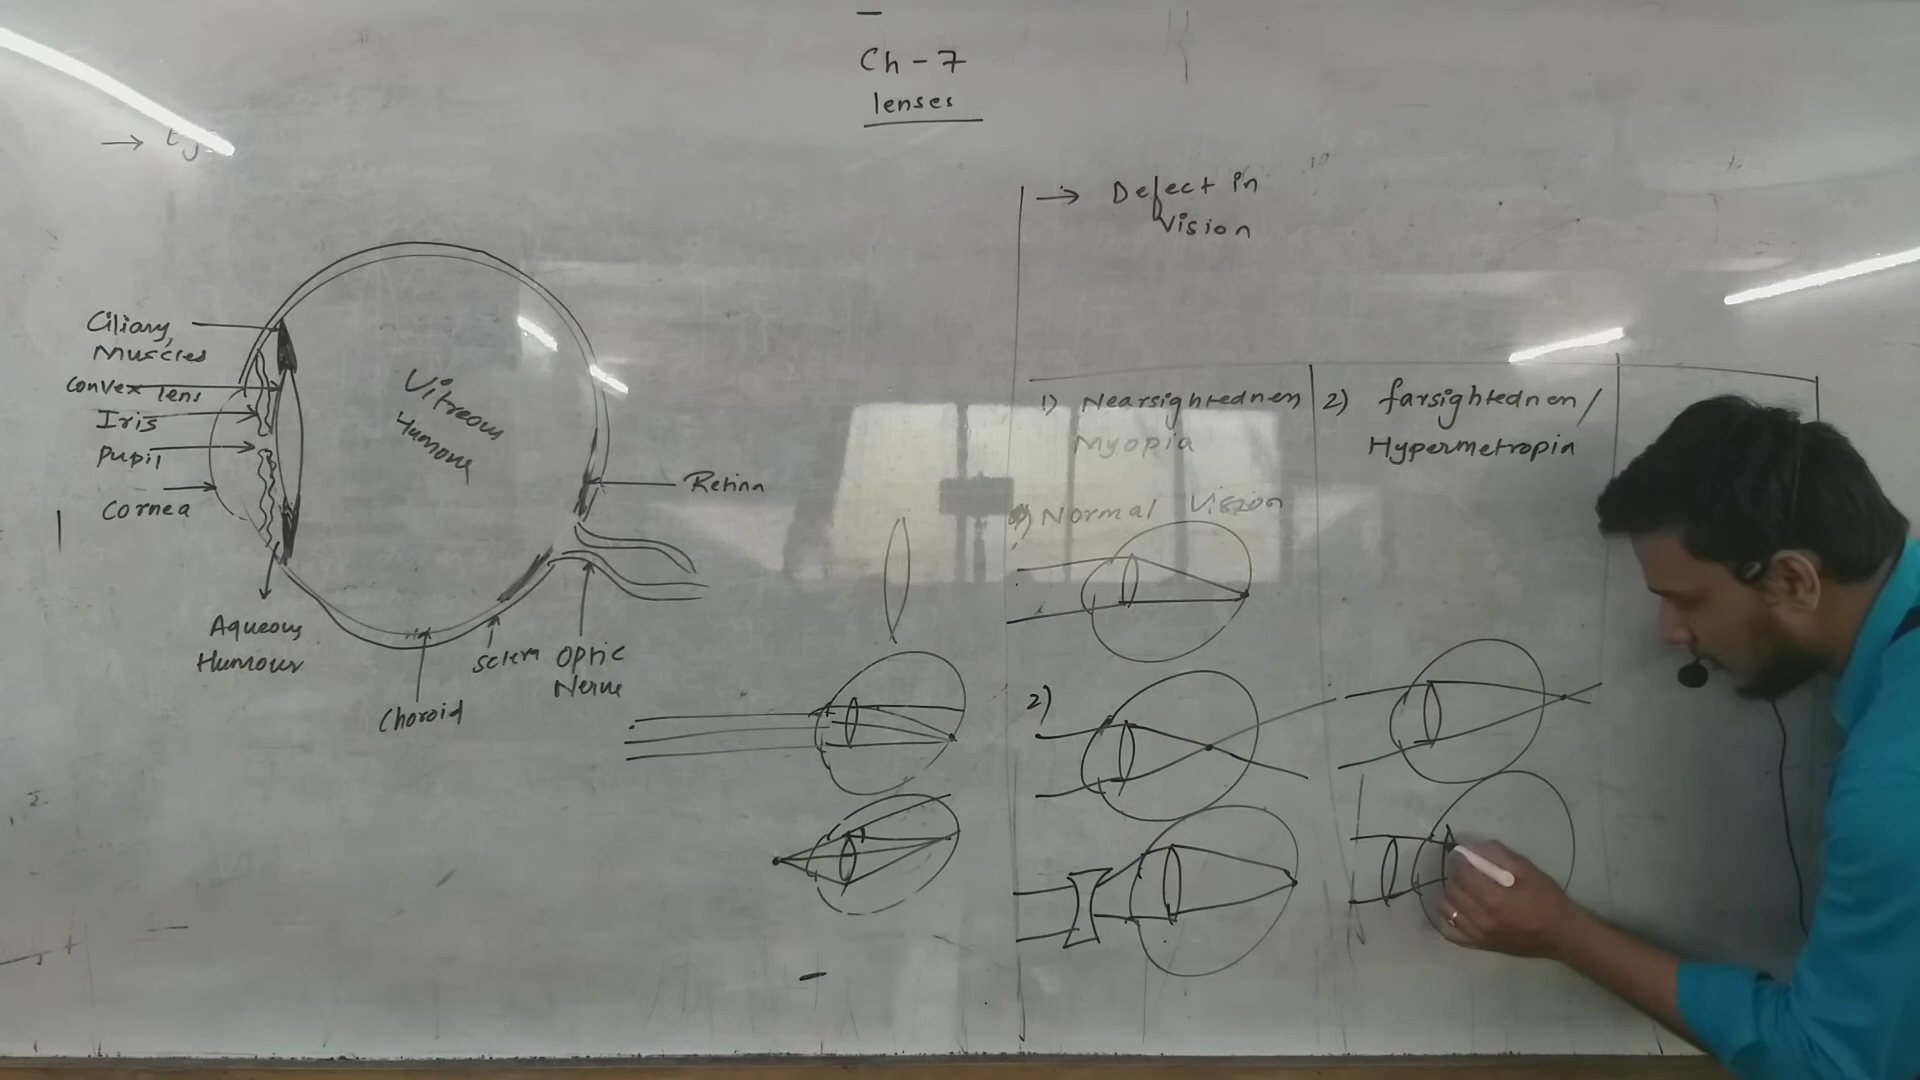 Ch - 7
lenses
→
→ Defect in
Vision
Ciliary
Muscles
Convex lens
Iris
Pupil
Cornea
Vitreous
Humour
Retina
Aqueous
Humour
Choroid
Sclera
Optic
Nerve
1) Nearsightedness
Myopia
2) farsightedness/
Hypermetropia
Normal Vision
2)